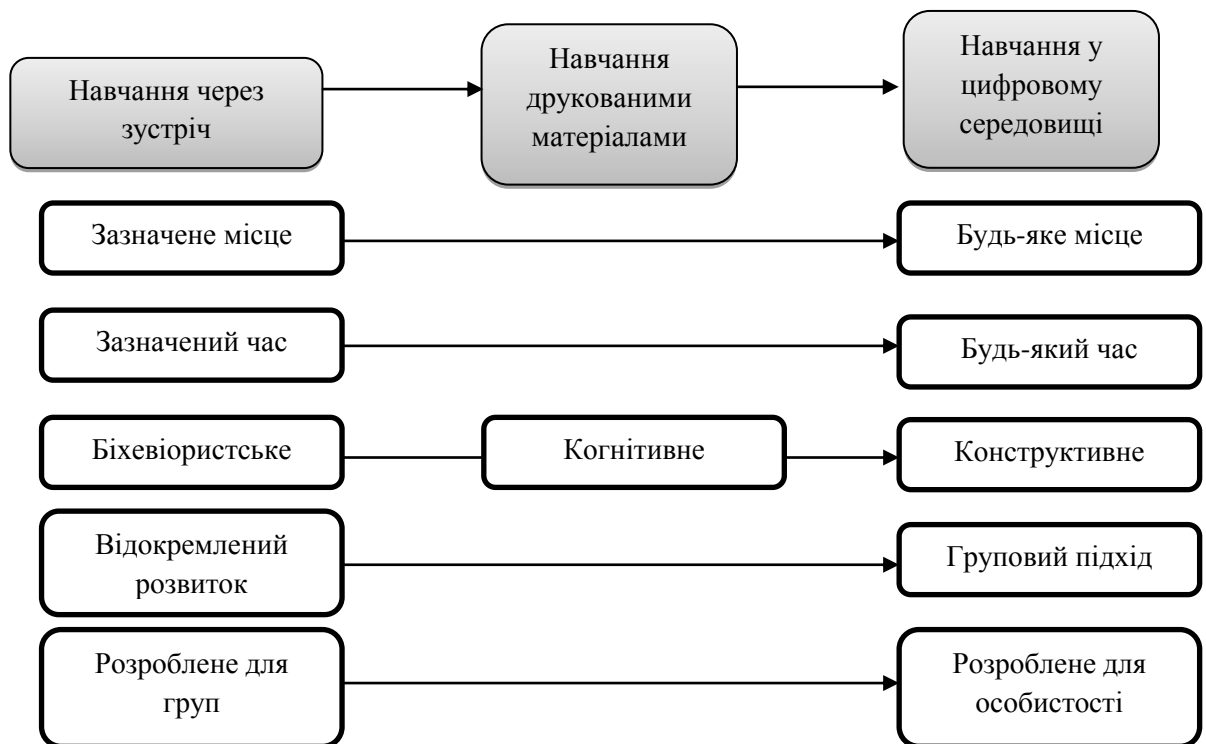 Навчання через
зустріч
Навчання
друкованими
матеріалами
Навчання у
цифровому
середовищі
Зазначене місце
Будь-яке місце
Зазначений час
Будь-який час
Біхевіористське
Когнітивне
Конструктивне
Відокремлений
розвиток
Груповий підхід
Розроблене для
груп
Розроблене для
особистості